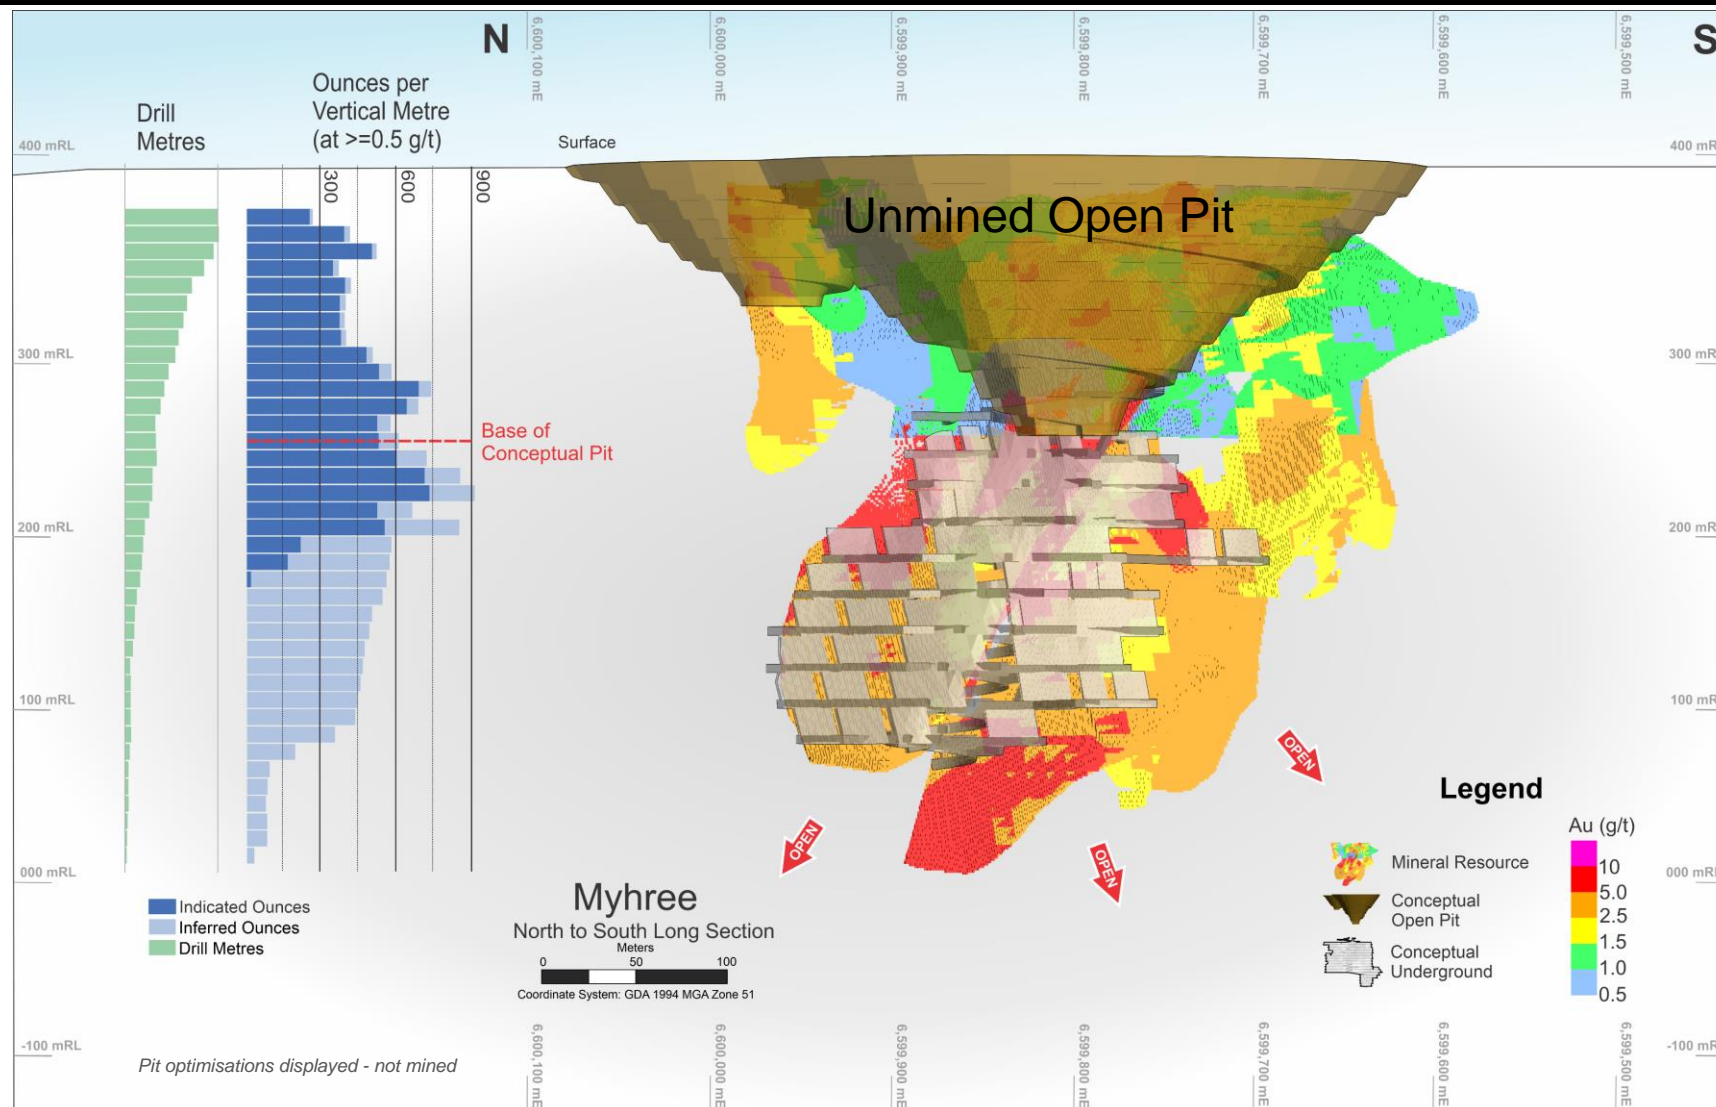 N
S
6,600,100 mE
6,600,000 mE
6,599,900 mE
6,599,800 mE
6,599,700 mE
6,599,600 mE
6,599,500 mE
Drill
Metres
Ounces per
Vertical Metre
(at >=0.5 g/t)
Surface
400 mRL
400 mR
300
600
900
Unmined Open Pit
300 mRL
300 mR
Base of
Conceptual Pit
200 mRL
200 mR
100 mRL
100 mR
OPEN
OPEN
OPEN
000 mRL
000 mR
Indicated Ounces
Inferred Ounces
Drill Metres
Myhree
North to South Long Section
Meters
0 50 100
Coordinate System: GDA 1994 MGA Zone 51
Legend
Mineral Resource
Conceptual
Open Pit
Conceptual
Underground
Au (g/t)
10
5.0
2.5
1.5
1.0
0.5
-100 mRL
-100 mR
Pit optimisations displayed - not mined
6,600,100 mE
6,600,000 mE
6,599,900 mE
6,599,800 mE
6,599,700 mE
6,599,600 mE
6,599,500 mE